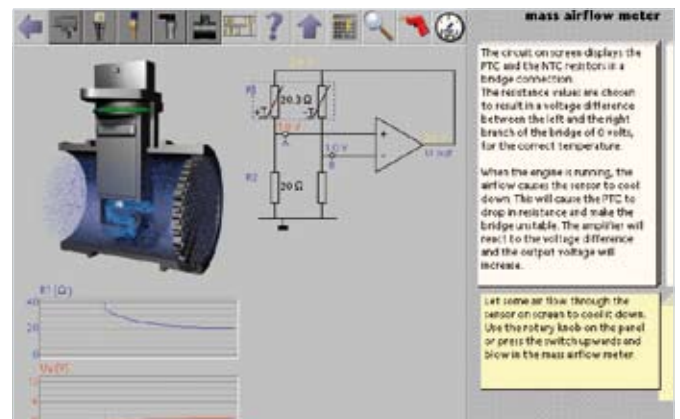 mass airflow meter
The circuit on screen displays the
PTC and the NTC resistors in a
bridge connection.
The resistance values are chosen
to result in a voltage difference
between the left and the right
branch of the bridge of 0 volts,
for the correct temperature.
When the engine is running, the
airflow causes the sensor to cool
down. This will cause the PTC to
drop in resistance and make the
bridge unstable. The amplifier will
react to the voltage difference
and the output voltage will
increase.
Let some air flow through the
sensor on screen to cool it down.
Use the rotary knob on the panel
or press the switch upwards and
blow in the mass airflow meter
R1
20.3 Ω
+T
-T
1.0 V
A
1.0 V
B
+
-
U out
R2
20 Ω
R1 (Ω)
40
20
0